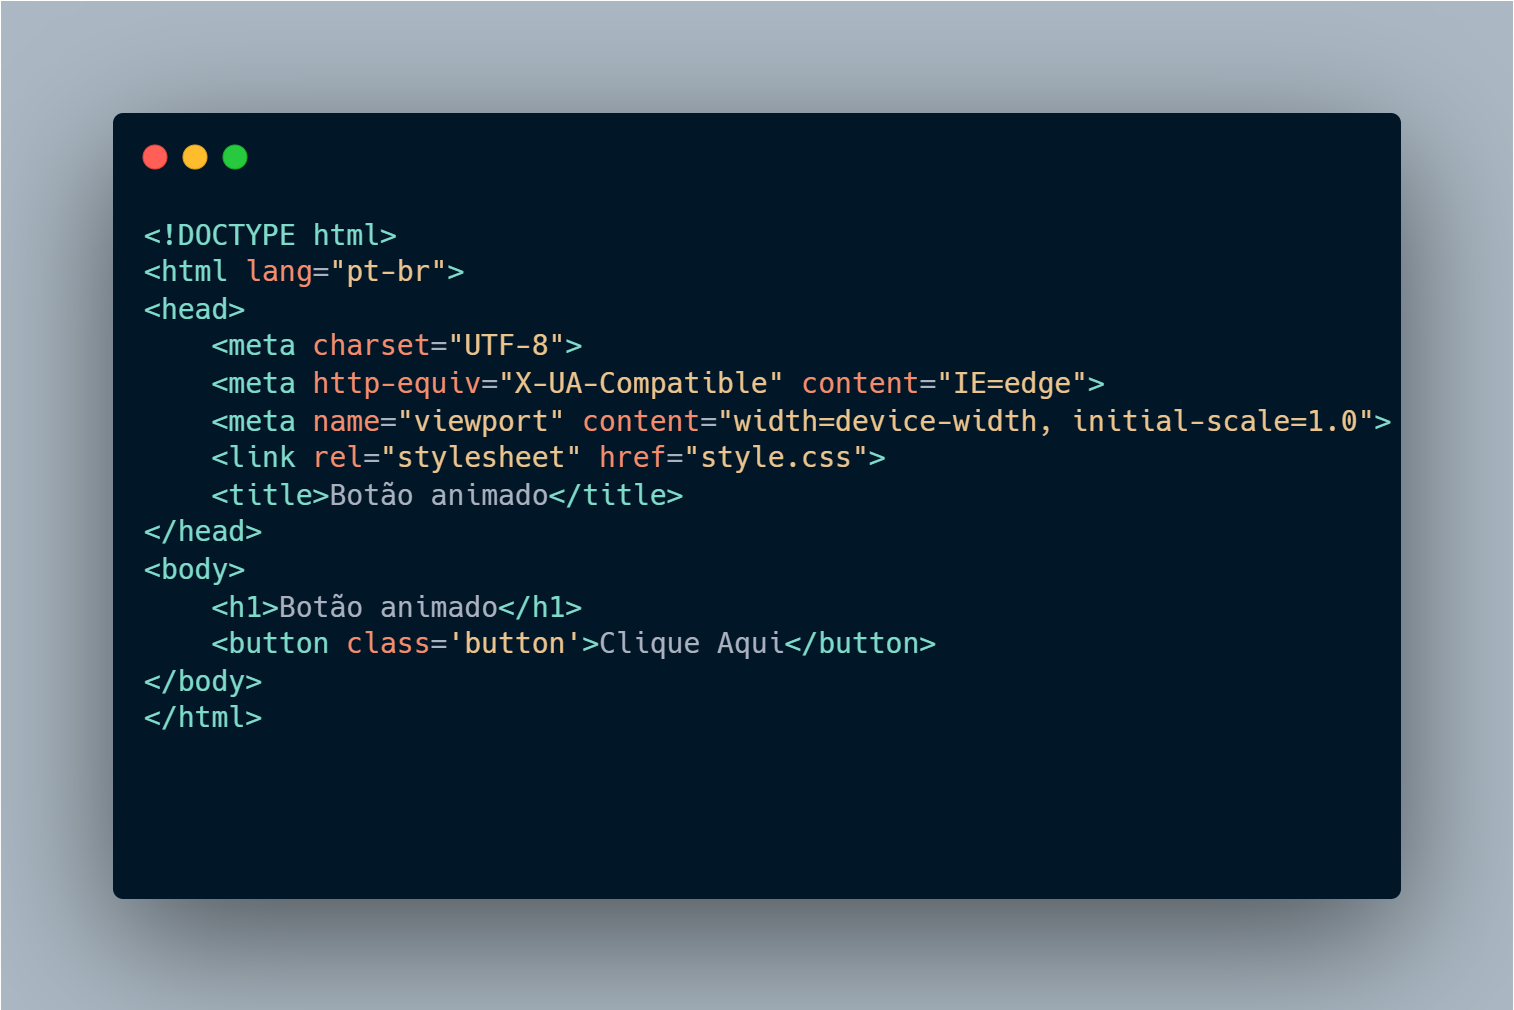 <!DOCTYPE html>
<html lang="pt-br">
<head>
    <meta charset="UTF-8">
    <meta http-equiv="X-UA-Compatible" content="IE=edge">
    <meta name="viewport" content="width=device-width, initial-scale=1.0">
    <link rel="stylesheet" href="style.css">
    <title>Botão animado</title>
</head>
<body>
    <h1>Botão animado</h1>
    <button class='button'>Clique Aqui</button>
</body>
</html>